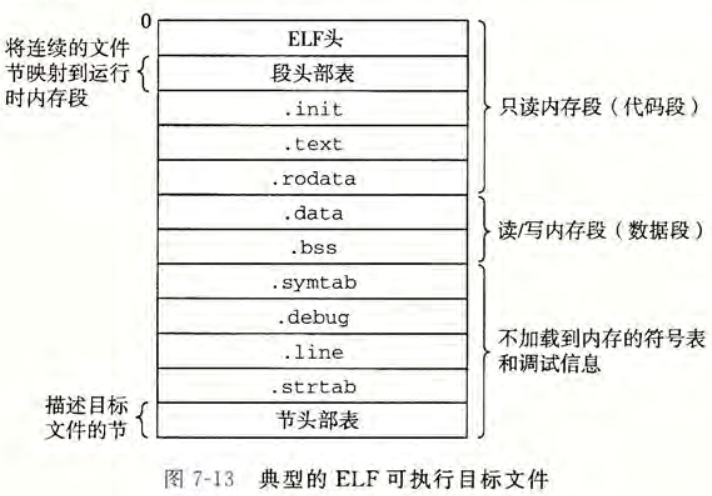 0
将连续的文件
节映射到运行
时内存段
ELF头
段头部表
.init
.text
.rodata
只读内存段（代码段）
.data
.bss
读/写内存段（数据段）
.symtab
.debug
.line
.strtab
不加载到内存的符号表
和调试信息
描述目标
文件的节
节头部表
图 7-13 典型的 ELF 可执行目标文件